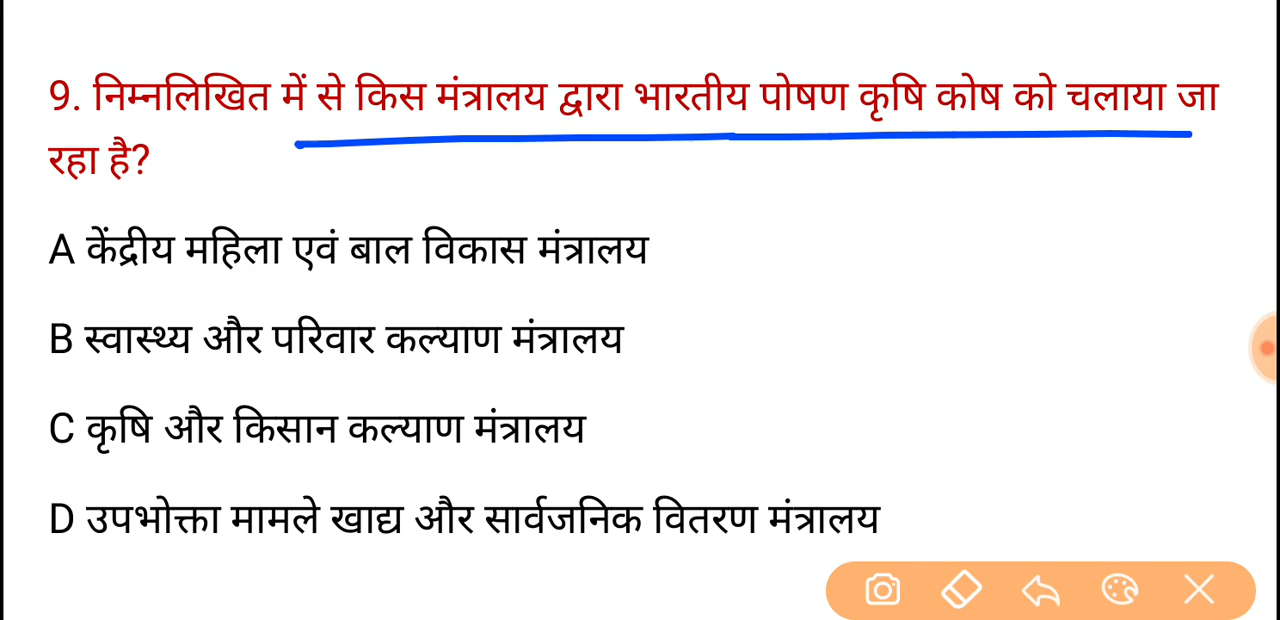 9. निम्नलिखित में से किस मंत्रालय द्वारा भारतीय पोषण कृषि कोष को चलाया जा
रहा है?
A केंद्रीय महिला एवं बाल विकास मंत्रालय
B स्वास्थ्य और परिवार कल्याण मंत्रालय
C कृषि और किसान कल्याण मंत्रालय
D उपभोक्ता मामले खाद्य और सार्वजनिक वितरण मंत्रालय